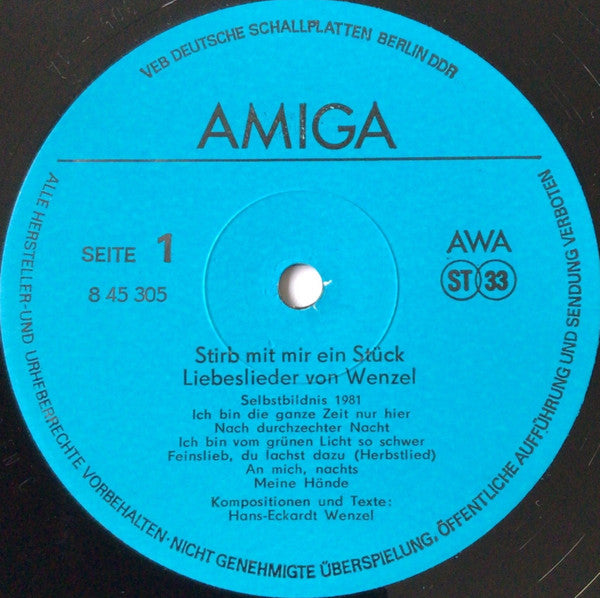 VEB DEUTSCHE SCHALLPLATTEN BERLIN DDR
AMIGA
SEITE 1
8 45 305
AWA
ST 33
Stirb mit mir ein Stück
Liebeslieder von Wenzel
Selbstbildnis 1981
Ich bin die ganze Zeit nur hier
Nach durchzechter Nacht
Ich bin vom grünen Licht so schwer
Feinslieb, du lachst dazu (Herbstlied)
An mich, nachts
Meine Hände
Kompositionen und Texte:
Hans-Eckardt Wenzel
ALLE HERSTELLER-UND URHEBERRECHTE VORBEHALTEN·NICHT GENEHMIGTE ÜBERSPIELUNG, ÖFFENTLICHE AUFFÜHRUNG UND SENDUNG VERBOTEN